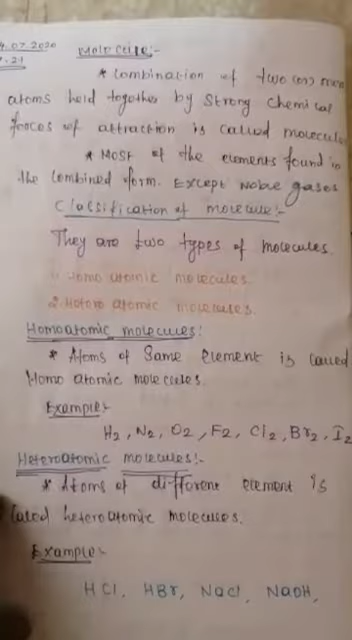 4.07.2020
Molecule:-
* Combination of two (or) more
atoms held together by strong chemical
forces of attraction is called molecule
* Most of the elements found in
the combined form. Except Noble gases
Classification of molecule:-
They are two types of molecules.
1. Homo atomic molecules.
2. Hetero atomic molecules.
Homoatomic molecules:
* Atoms of same element is called
Homo atomic molecules.
Example:-
H2, N2, O2, F2, Cl2, Br2, I2
Heteroatomic molecules:-
* Atoms of different element is
called heteroatomic molecules.
Example:-
HCl, HBr, Nacl, NaOH,